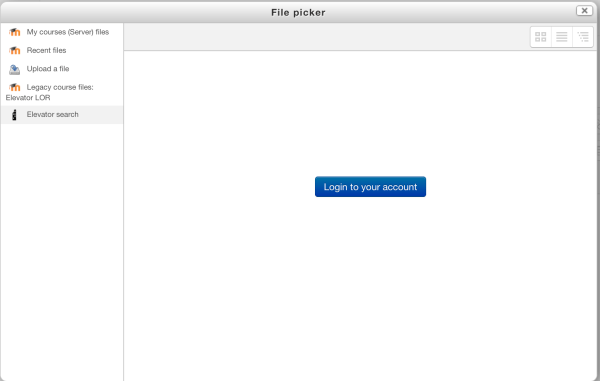 File picker
My courses (Server) files
Recent files
Upload a file
Legacy course files:
Elevator LOR
Elevator search
Login to your account